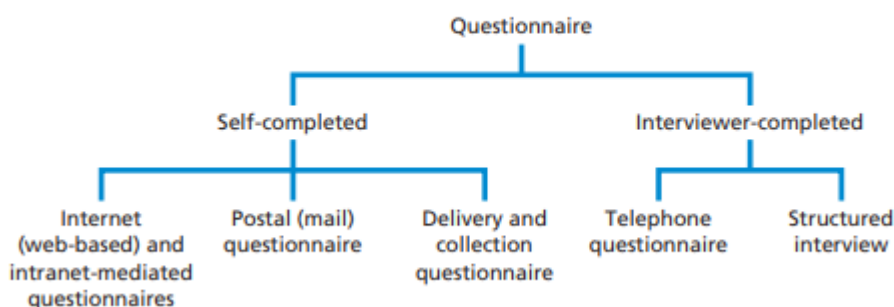 Questionnaire
Self-completed
Interviewer-completed
Internet
(web-based) and
intranet-mediated
questionnaires
Postal (mail)
questionnaire
Delivery and
collection
questionnaire
Telephone
questionnaire
Structured
interview